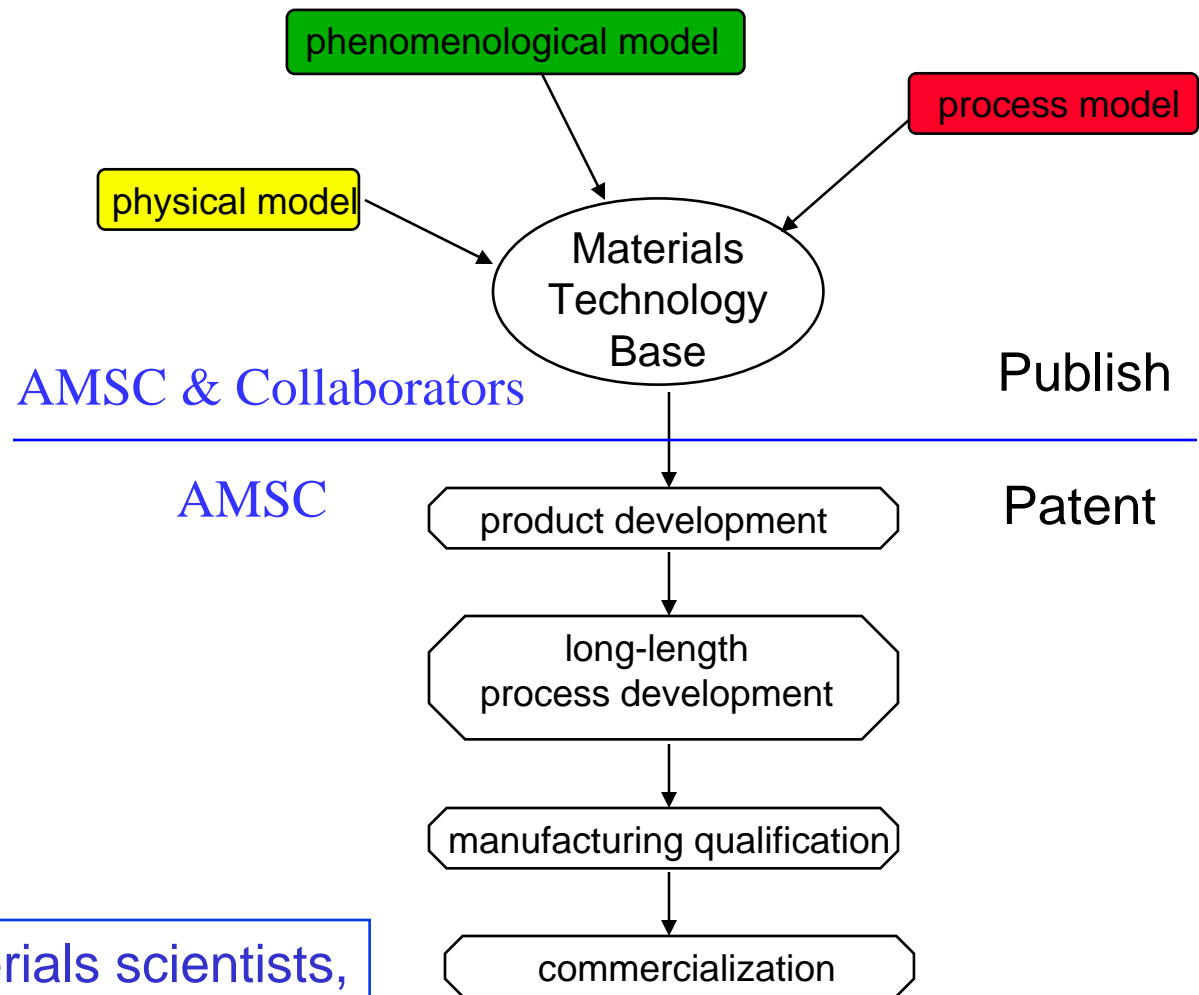 phenomenological model
process model
physical model
Materials
Technology
Base
AMSC & Collaborators
Publish
AMSC
Patent
product development
long-length
process development
manufacturing qualification
scientists,
commercialization